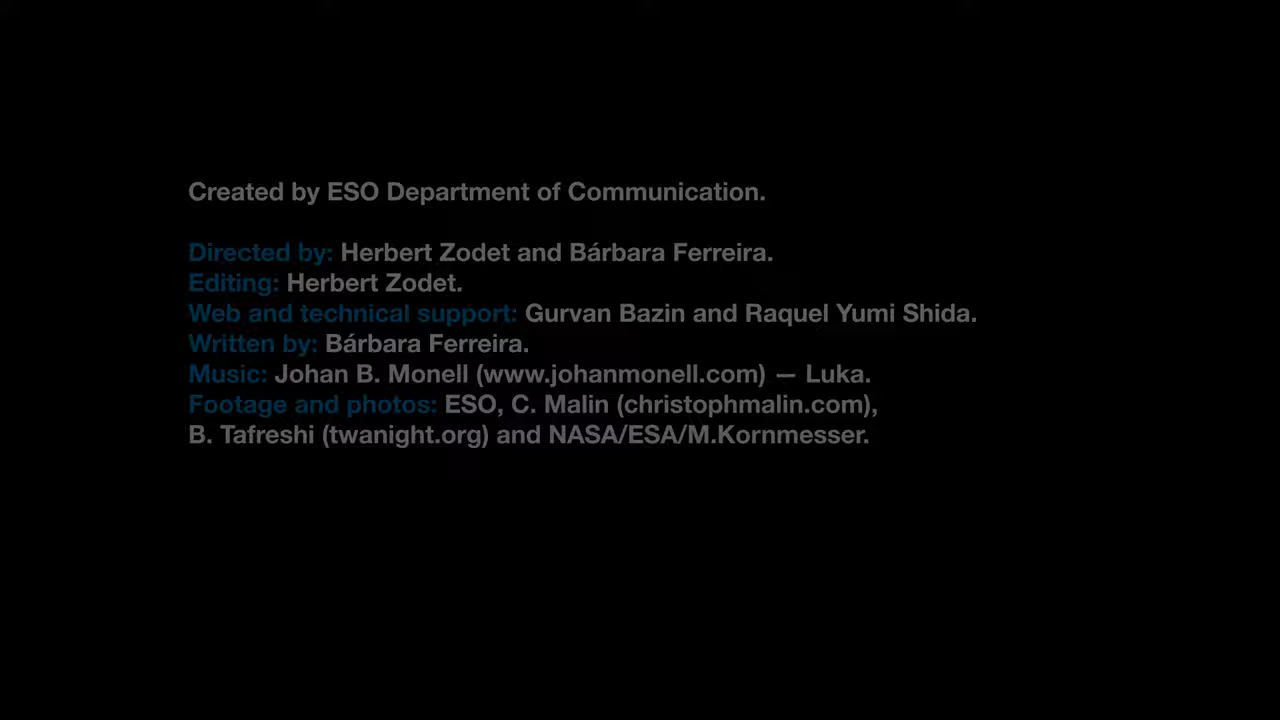 Created by ESO Department of Communication.
Directed by: Herbert Zodet and Bárbara Ferreira.
Editing: Herbert Zodet.
Web and technical support: Gurvan Bazin and Raquel Yumi Shida.
Written by: Bárbara Ferreira.
Music: Johan B. Monell (www.johanmonell.com) — Luka.
Footage and photos: ESO, C. Malin (christophmalin.com),
B. Tafreshi (twanight.org) and NASA/ESA/M.Kornmesser.